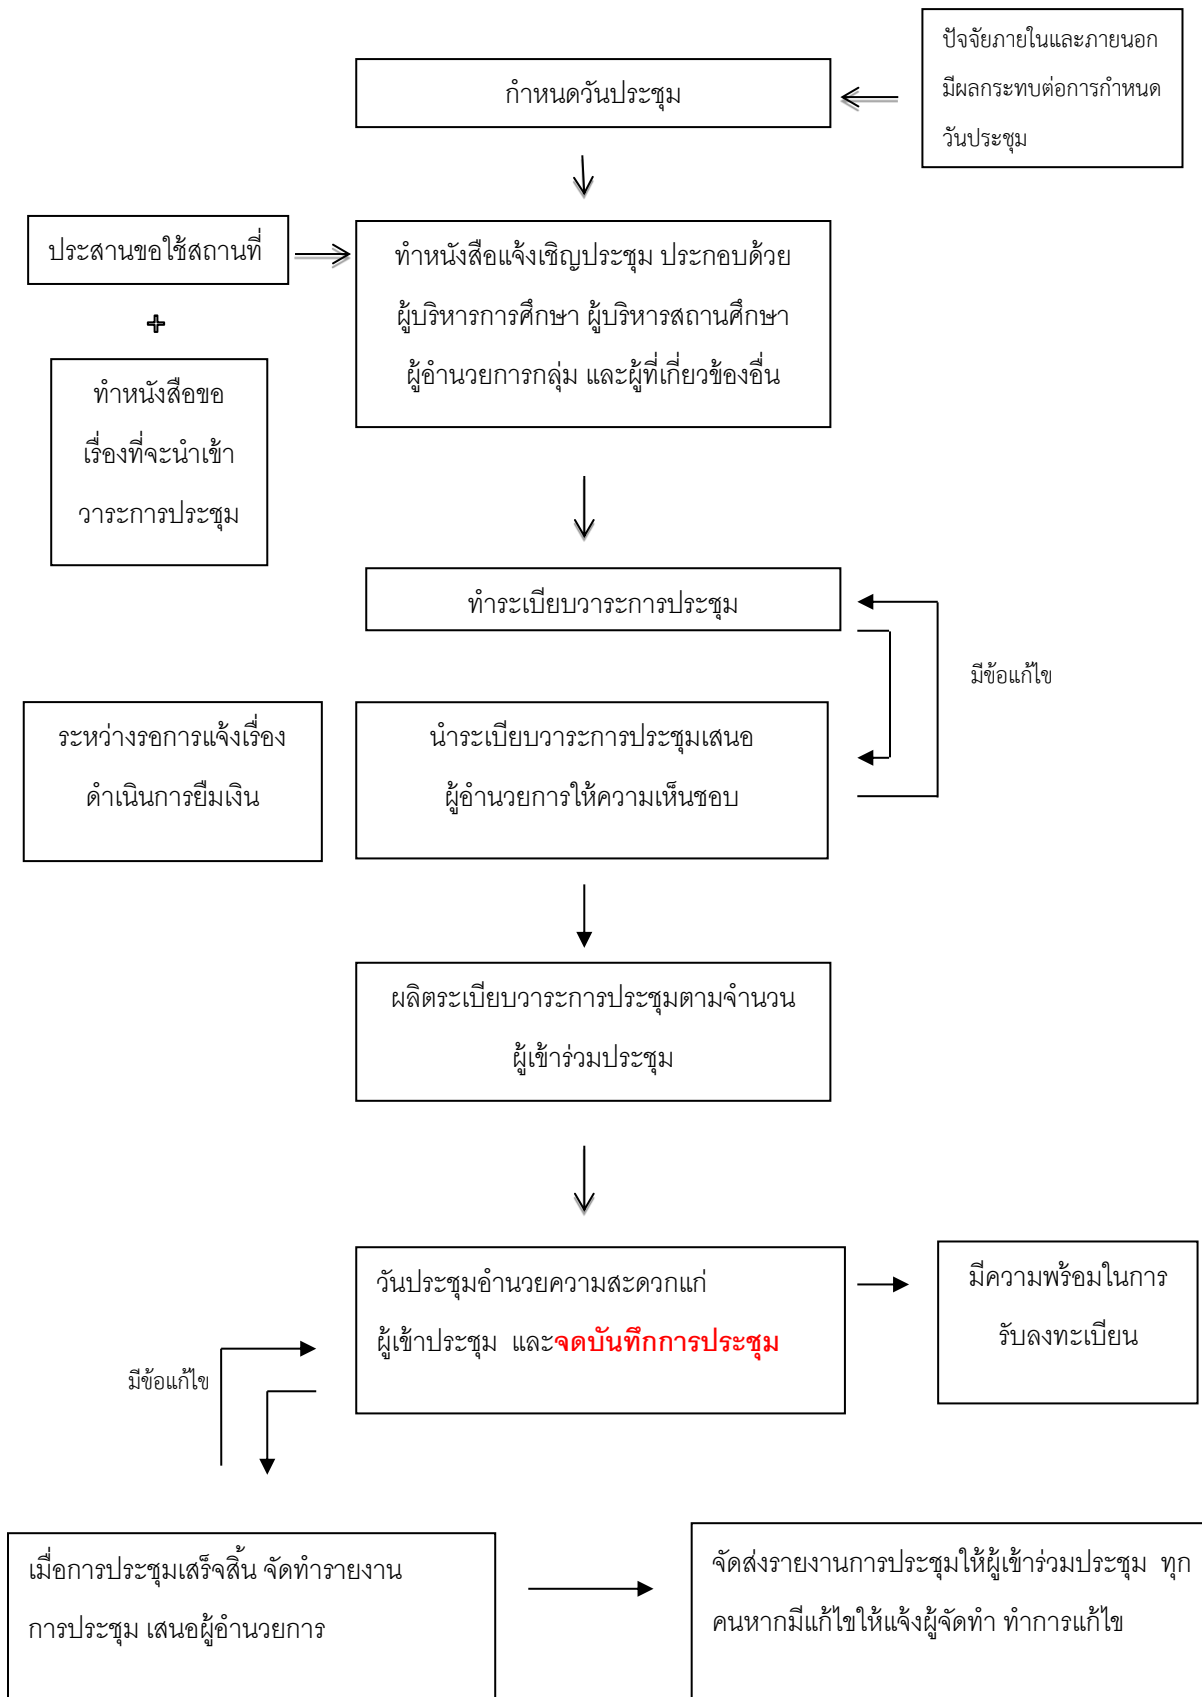 กำหนดวันประชุม
ปัจจัยภายในและภายนอก
มีผลกระทบต่อการกำหนด
วันประชุม
ประสานขอใช้สถานที่
+
ทำหนังสือขอ
เรื่องที่จะนำเข้า
วาระการประชุม
ทำหนังสือแจ้งเชิญประชุม ประกอบด้วย
ผู้บริหารการศึกษา ผู้บริหารสถานศึกษา
ผู้อำนวยการกลุ่ม และผู้ที่เกี่ยวข้องอื่น
ทำระเบียบวาระการประชุม
มีข้อแก้ไข
ระหว่างรอการแจ้งเรื่อง
ดำเนินการยืมเงิน
นำระเบียบวาระการประชุมเสนอ
ผู้อำนวยการให้ความเห็นชอบ
ผลิตระเบียบวาระการประชุมตามจำนวน
ผู้เข้าร่วมประชุม
วันประชุมอำนวยความสะดวกแก่
ผู้เข้าประชุม และจดบันทึกการประชุม
มีความพร้อมในการ
รับลงทะเบียน
มีข้อแก้ไข
เมื่อการประชุมเสร็จสิ้น จัดทำรายงาน
การประชุม เสนอผู้อำนวยการ
จัดส่งรายงานการประชุมให้ผู้เข้าร่วมประชุม ทุก
คนหากมีแก้ไขให้แจ้งผู้จัดทำ ทำการแก้ไข